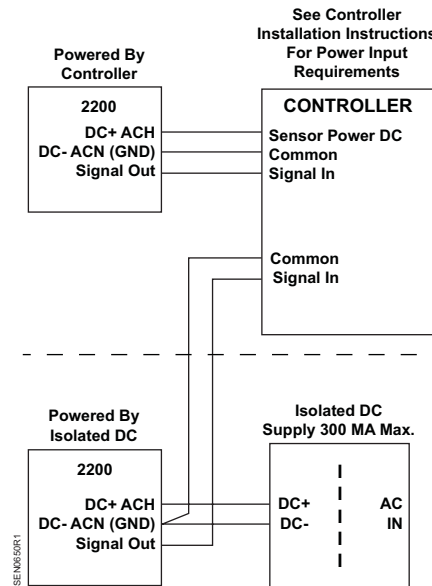 See Controller
Installation Instructions
For Power Input
Requirements
Powered By
Controller
2200
DC+ ACH
DC- ACN (GND)
Signal Out
CONTROLLER
Sensor Power DC
Common
Signal In
Common
Signal In
Powered By
Isolated DC
2200
DC+ ACH
DC- ACN (GND)
Signal Out
Isolated DC
Supply 300 MA Max.
DC+ AC
DC- IN
SEN0650R1